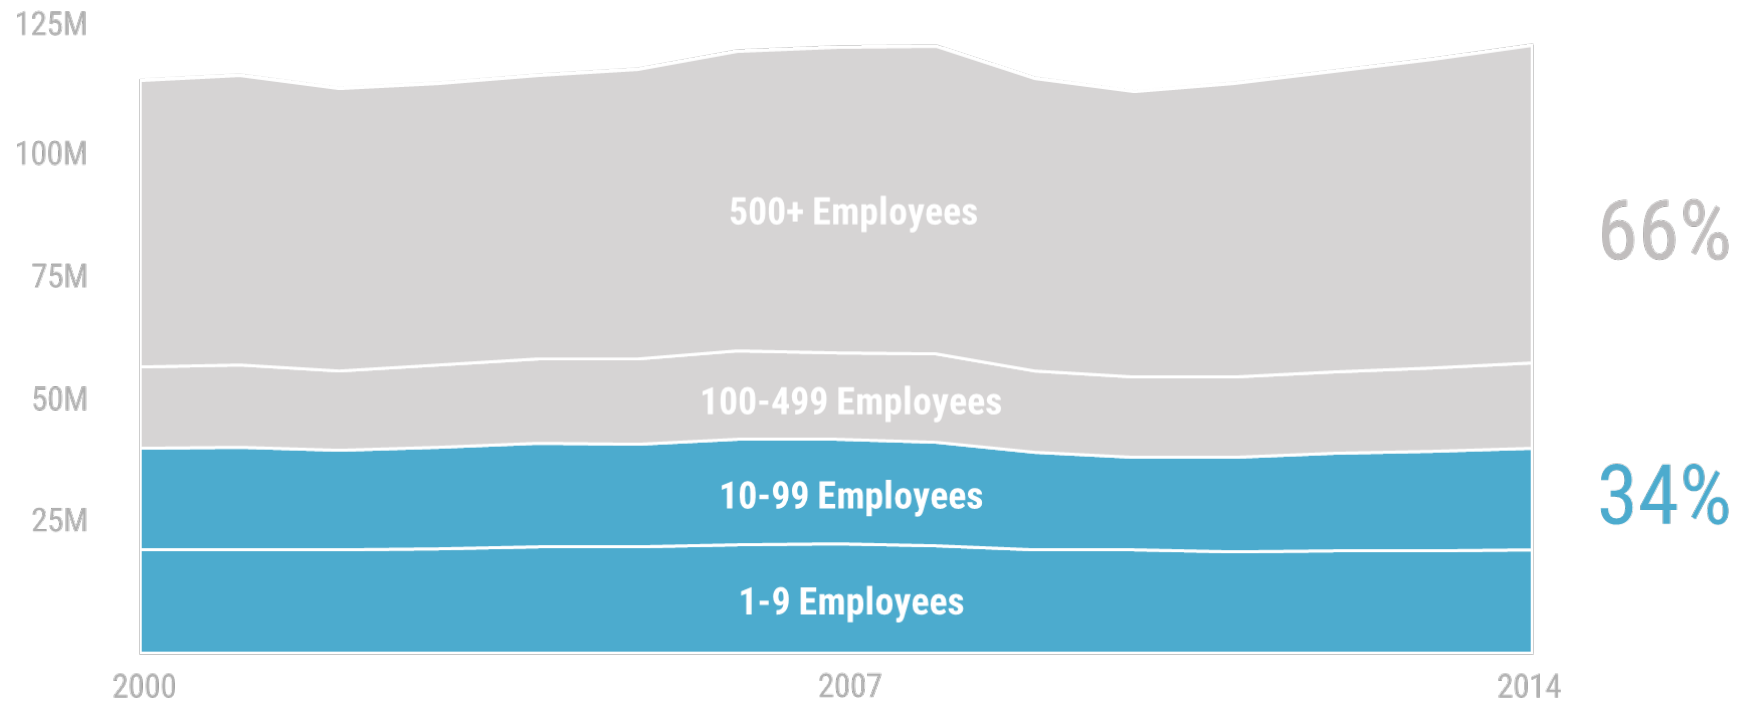 125M
100M
75M
50M
25M
500+ Employees
100-499 Employees
10-99 Employees
1-9 Employees
66%
34%
2000
2007
2014